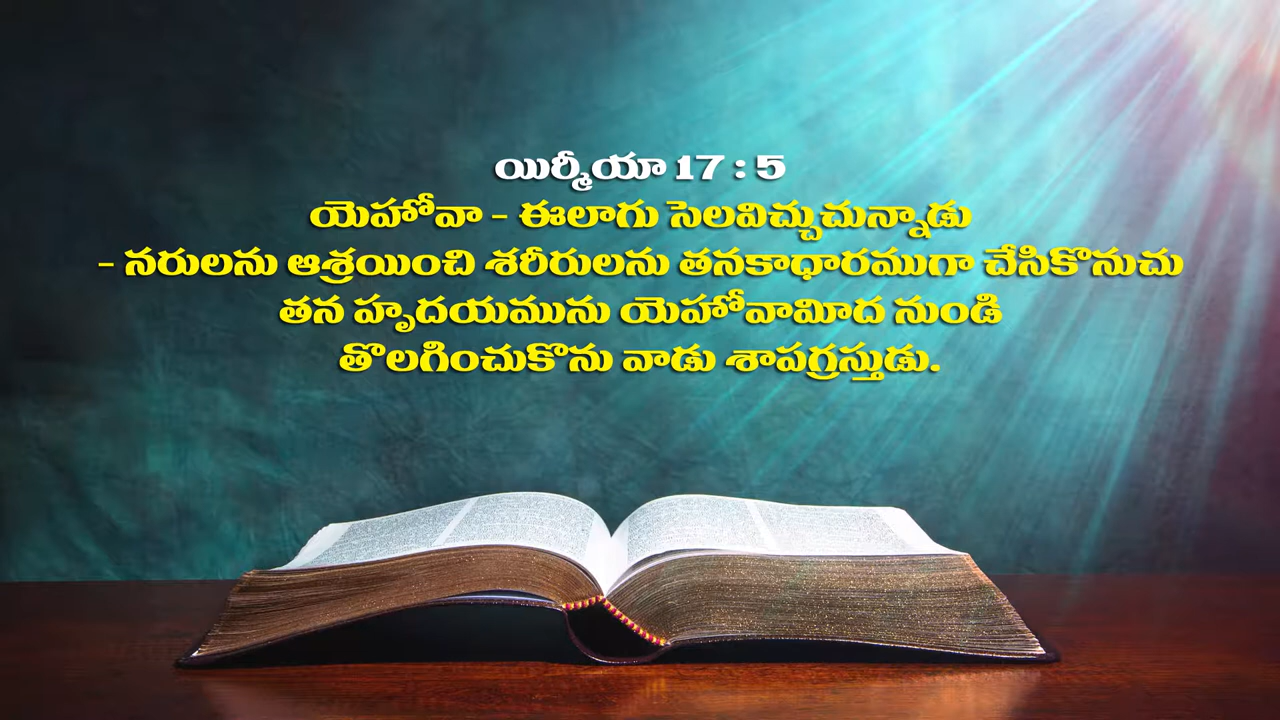 యిర్మీయా 17 : 5
యెహోవా - ఈలాగు సెలవిచ్చుచున్నాడు
- నరులను ఆశ్రయించి శరీరులను తనకాధారముగా చేసికొనుచు
తన హృదయమును యెహోవామీద నుండి
తొలగించుకొను వాడు శాపగ్రస్తుడు.